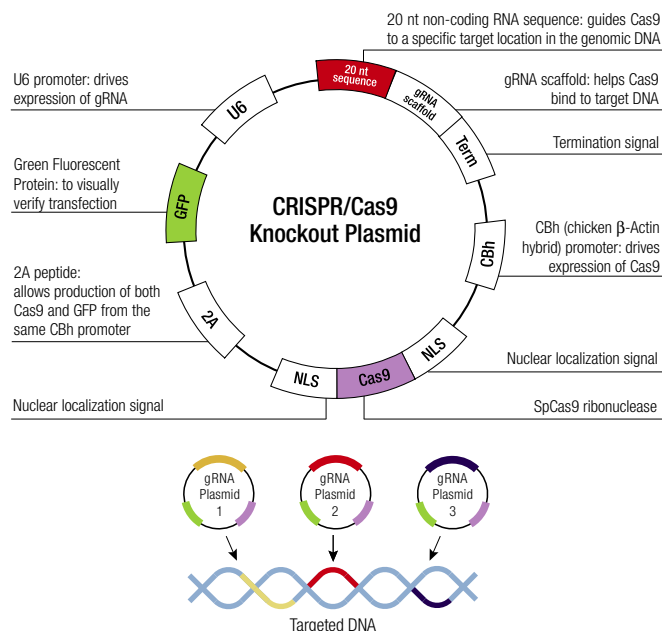 20 nt non-coding RNA sequence: guides Cas9
to a specific target location in the genomic DNA
U6 promoter: drives
expression of gRNA
gRNA scaffold: helps Cas9
bind to target DNA
Termination signal
Green Fluorescent
Protein: to visually
verify transfection
CBh (chicken β-Actin
hybrid) promoter: drives
expression of Cas9
2A peptide:
allows production of both
Cas9 and GFP from the
same CBh promoter
Nuclear localization signal
Nuclear localization signal
SpCas9 ribonuclease
20 nt
sequence
gRNA
scaffold
Term
CBh
NLS
Cas9
NLS
2A
GFP
U6
CRISPR/Cas9
Knockout Plasmid
gRNA
Plasmid
1
gRNA
Plasmid
2
gRNA
Plasmid
3
Targeted DNA